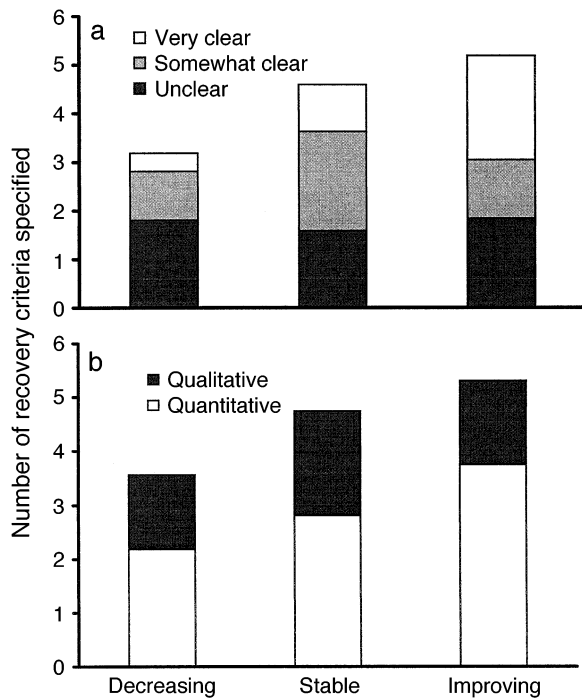 6
a
Very clear
5
Somewhat clear
Unclear
4
3
2
1
0
Number of recovery criteria specified
6
b
Qualitative
5
Quantitative
4
3
2
1
0
Decreasing Stable Improving